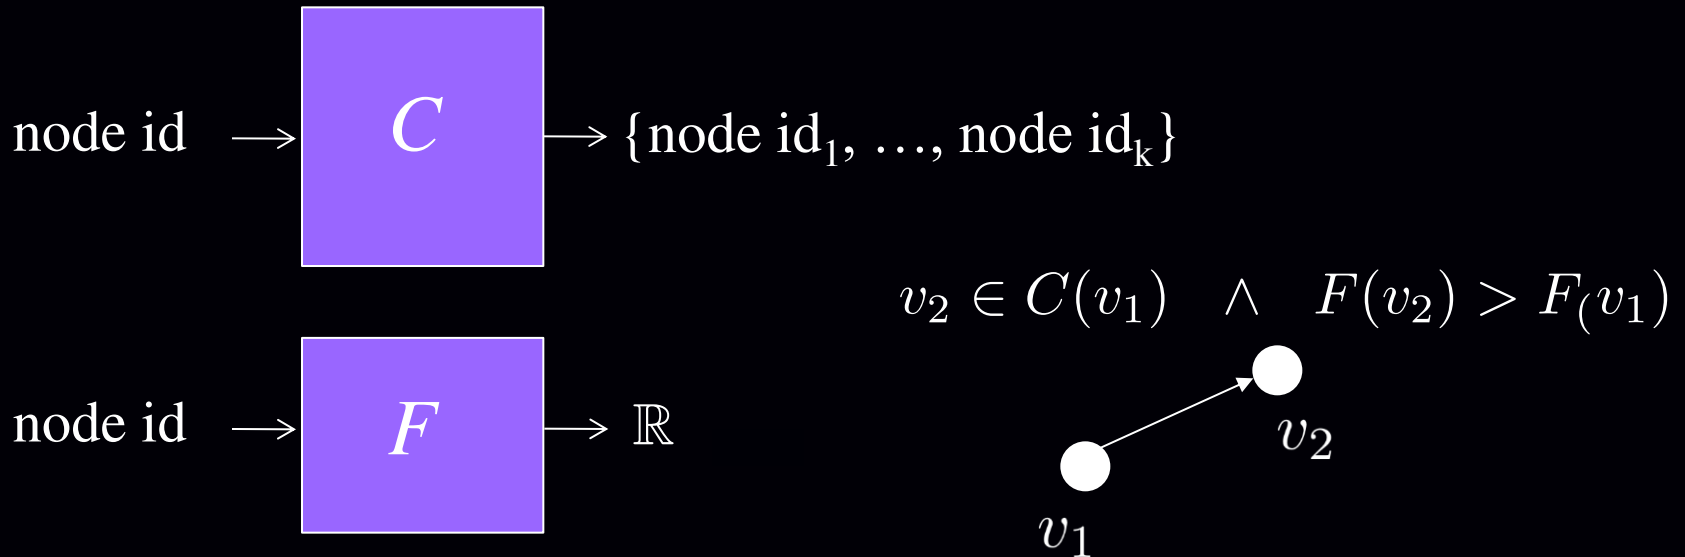 node id → C → {node id₁, …, node idₖ}
v₂ ∈ C(v₁) ∧ F(v₂) > F₍v₁)
node id → F → ℝ
v₂
v₁